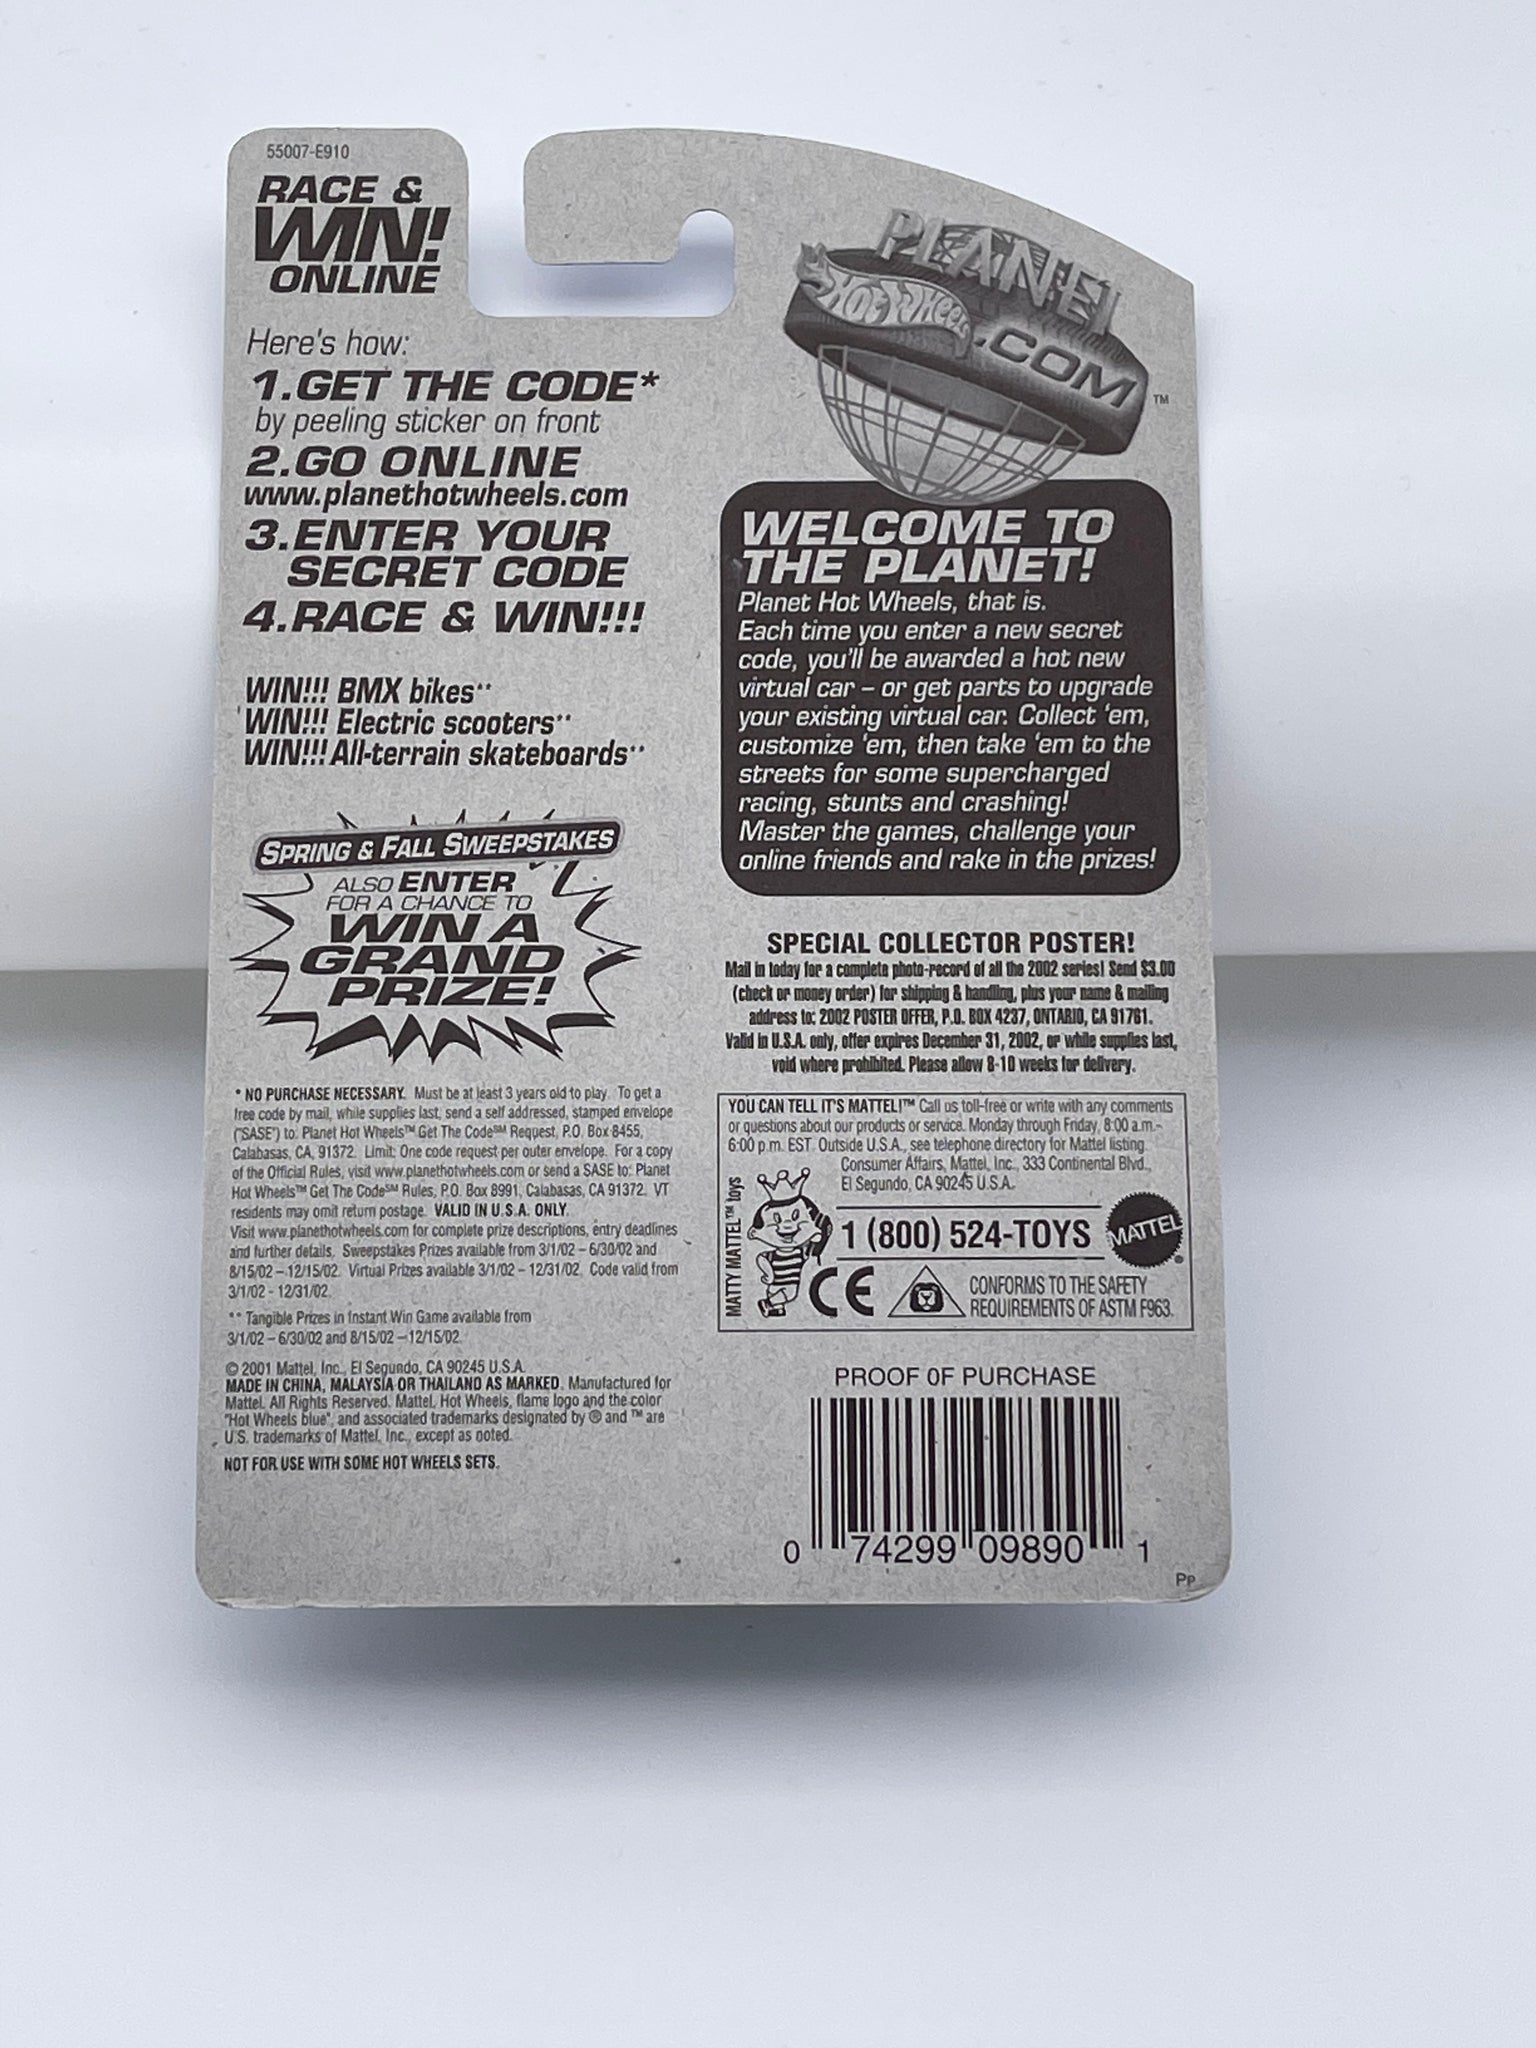 55007-E910
RACE &
WIN!
ONLINE
Here's how:
1.GET THE CODE*
by peeling sticker on front
2.GO ONLINE
www.planethotwheels.com
3.ENTER YOUR
SECRET CODE
4.RACE & WIN!!!
WIN!!! BMX bikes**
WIN!!! Electric scooters**
WIN!!! All-terrain skateboards**
SPRING & FALL SWEEPSTAKES
ALSO ENTER
FOR A CHANCE TO
WIN A
GRAND
PRIZE!
* NO PURCHASE NECESSARY. Must be at least 3 years old to play. To get a
free code by mail, while supplies last, send a self addressed, stamped envelope
("SASE") to: Planet Hot Wheels™ Get The Code℠ Request, P.O. Box 8455,
Calabasas, CA, 91372. Limit: One code request per outer envelope. For a copy
of the Official Rules, visit www.planethotwheels.com or send a SASE to: Planet
Hot Wheels™ Get The Code℠ Rules, P.O. Box 8991, Calabasas, CA 91372. VT
residents may omit return postage. VALID IN U.S.A. ONLY.
Visit www.planethotwheels.com for complete prize descriptions, entry deadlines
and further details. Sweepstakes Prizes available from 3/1/02 – 6/30/02 and
8/15/02 – 12/15/02. Virtual Prizes available 3/1/02 – 12/31/02. Code valid from
3/1/02 - 12/31/02.
** Tangible Prizes in Instant Win Game available from
3/1/02 – 6/30/02 and 8/15/02 – 12/15/02.
© 2001 Mattel, Inc., El Segundo, CA 90245 U.S.A.
MADE IN CHINA, MALAYSIA OR THAILAND AS MARKED. Manufactured for
Mattel. All Rights Reserved. Mattel, Hot Wheels, flame logo and the color
"Hot Wheels blue", and associated trademarks designated by ® and ™ are
U.S. trademarks of Mattel, Inc., except as noted.
NOT FOR USE WITH SOME HOT WHEELS SETS.
PLANET
HOT WHEELS
.COM
™
WELCOME TO
THE PLANET!
Planet Hot Wheels, that is.
Each time you enter a new secret
code, you'll be awarded a hot new
virtual car – or get parts to upgrade
your existing virtual car. Collect 'em,
customize 'em, then take 'em to the
streets for some supercharged
racing, stunts and crashing!
Master the games, challenge your
online friends and rake in the prizes!
SPECIAL COLLECTOR POSTER!
Mail in today for a complete photo-record of all the 2002 series! Send $3.00
(check or money order) for shipping & handling, plus your name & mailing
address to: 2002 POSTER OFFER, P.O. BOX 4237, ONTARIO, CA 91761.
Valid in U.S.A. only, offer expires December 31, 2002, or while supplies last,
void where prohibited. Please allow 8-10 weeks for delivery.
YOU CAN TELL IT'S MATTEL!™ Call us toll-free or write with any comments
or questions about our products or service. Monday through Friday, 8:00 a.m.-
6:00 p.m. EST. Outside U.S.A., see telephone directory for Mattel listing.
Consumer Affairs, Mattel, Inc., 333 Continental Blvd.,
El Segundo, CA 90245 U.S.A.
MATTY MATTEL™ toys
1 (800) 524-TOYS
MATTEL®
CE
CONFORMS TO THE SAFETY
REQUIREMENTS OF ASTM F963.
PROOF OF PURCHASE
0 74299 09890 1
PP